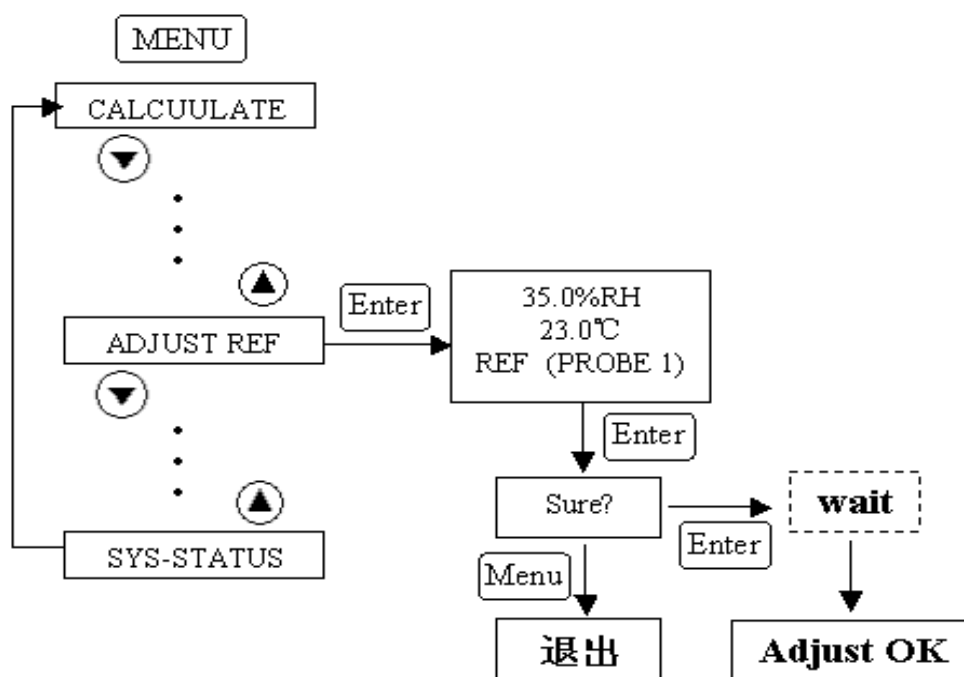 MENU
CALCUULATE
Enter
35.0%RH
23.0℃
REF (PROBE 1)
ADJUST REF
Enter
Sure?
wait
Enter
SYS-STATUS
Menu
退出
Adjust OK